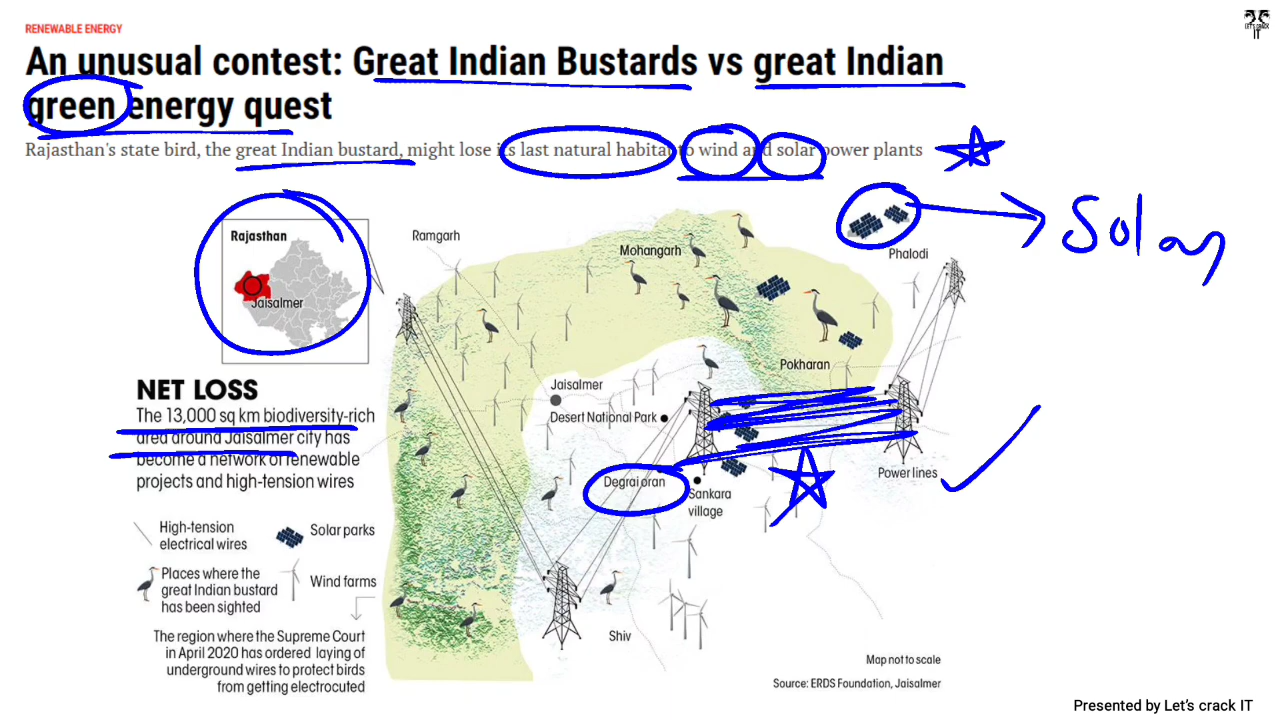 RENEWABLE ENERGY
LET'S CRACK
IT
An unusual contest: Great Indian Bustards vs great Indian
green energy quest
Rajasthan's state bird, the great Indian bustard, might lose its last natural habitat to wind and solar power plants
Solar
Rajasthan
Jaisalmer
Ramgarh
Mohangarh
Phalodi
Pokharan
Jaisalmer
Desert National Park
Degrai oran
Sankara
village
Power lines
Shiv
NET LOSS
The 13,000 sq km biodiversity-rich
area around Jaisalmer city has
become a network of renewable
projects and high-tension wires
High-tension
electrical wires
Solar parks
Places where the
great Indian bustard
has been sighted
Wind farms
The region where the Supreme Court
in April 2020 has ordered laying of
underground wires to protect birds
from getting electrocuted
Map not to scale
Source: ERDS Foundation, Jaisalmer
Presented by Let's crack IT